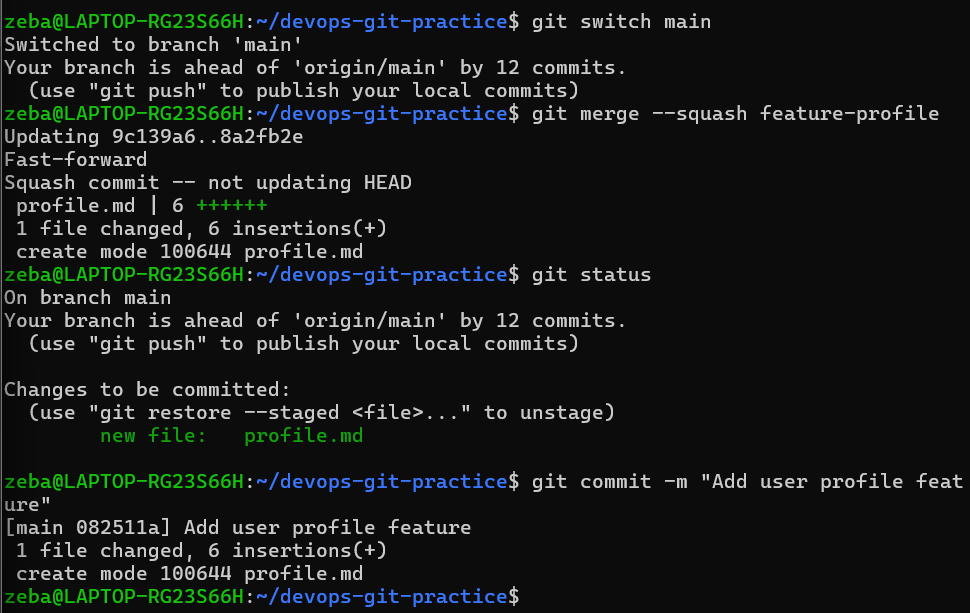 zeba@LAPTOP-RG23S66H:~/devops-git-practice$ git switch main
Switched to branch 'main'
Your branch is ahead of 'origin/main' by 12 commits.
  (use "git push" to publish your local commits)
zeba@LAPTOP-RG23S66H:~/devops-git-practice$ git merge --squash feature-profile
Updating 9c139a6..8a2fb2e
Fast-forward
Squash commit -- not updating HEAD
 profile.md | 6 ++++++
 1 file changed, 6 insertions(+)
 create mode 100644 profile.md
zeba@LAPTOP-RG23S66H:~/devops-git-practice$ git status
On branch main
Your branch is ahead of 'origin/main' by 12 commits.
  (use "git push" to publish your local commits)

Changes to be committed:
  (use "git restore --staged <file>..." to unstage)
        new file:   profile.md

zeba@LAPTOP-RG23S66H:~/devops-git-practice$ git commit -m "Add user profile feat
ure"
[main 082511a] Add user profile feature
 1 file changed, 6 insertions(+)
 create mode 100644 profile.md
zeba@LAPTOP-RG23S66H:~/devops-git-practice$